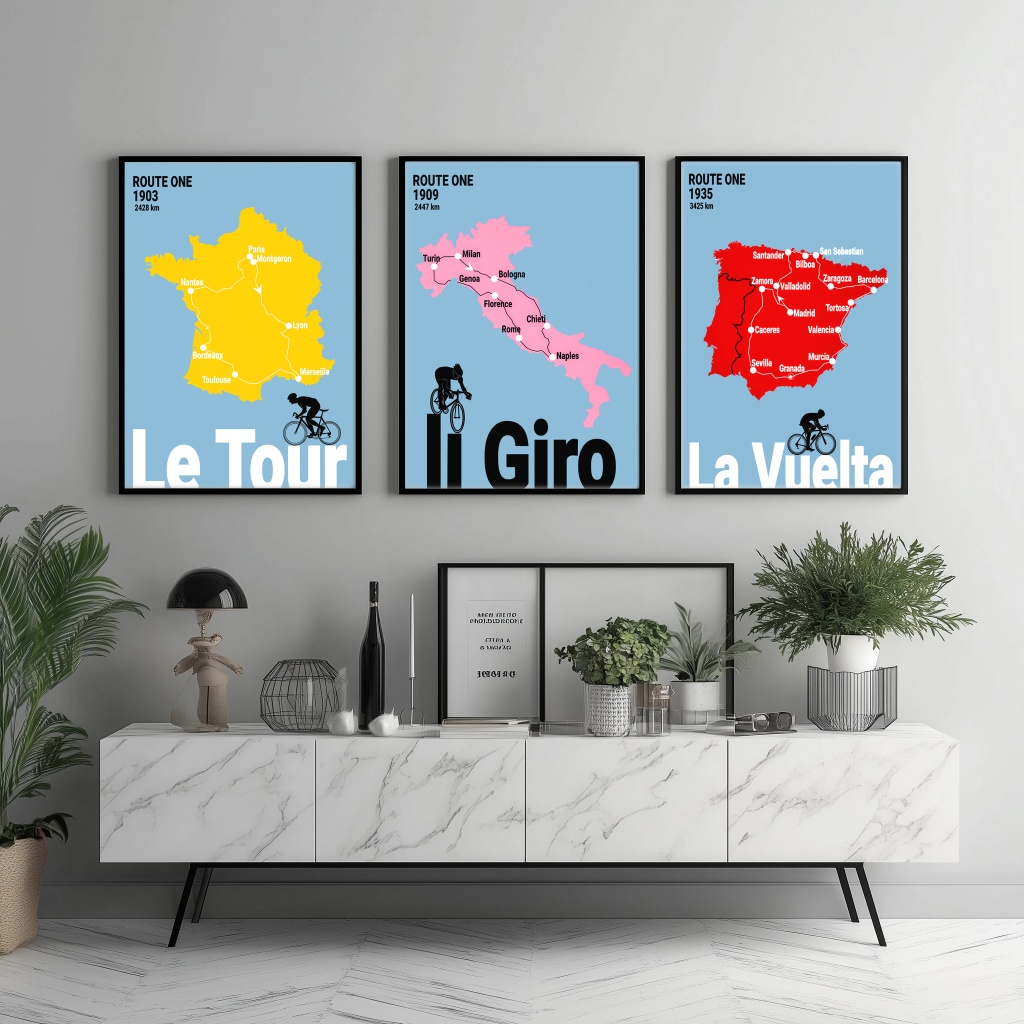 ROUTE ONE
1903
2428 km
Paris
Montgeron
Nantes
Lyon
Bordeaux
Toulouse
Marseille
Le Tour
ROUTE ONE
1909
2447 km
Turin
Milan
Genoa
Bologna
Florence
Chieti
Rome
Naples
Il Giro
ROUTE ONE
1935
3425 km
Santander
San Sebastian
Bilboa
Zamora
Valladolid
Zaragoza
Barcelona
Tortosa
Madrid
Caceres
Valencia
Murcia
Sevilla
Granada
La Vuelta